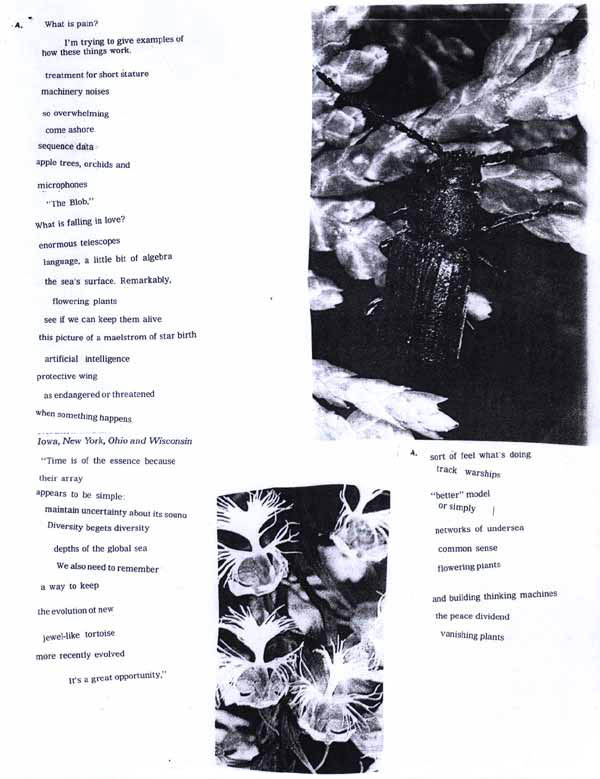 A.
What is pain?
I'm trying to give examples of
how these things work.
treatment for short stature
machinery noises
so overwhelming
come ashore
sequence data
apple trees, orchids and
microphones
"The Blob,"
What is falling in love?
enormous telescopes
language, a little bit of algebra
the sea's surface. Remarkably,
flowering plants
see if we can keep them alive
this picture of a maelstrom of star birth
artificial intelligence
protective wing
as endangered or threatened
when something happens
Iowa, New York, Ohio and Wisconsin
"Time is of the essence because
their array
appears to be simple:
maintain uncertainty about its sound
Diversity begets diversity
depths of the global sea
We also need to remember
a way to keep
the evolution of new
jewel-like tortoise
more recently evolved
It's a great opportunity,"
A.
sort of feel what's doing
track warships
"better" model
or simply
networks of undersea
common sense
flowering plants
and building thinking machines
the peace dividend
vanishing plants